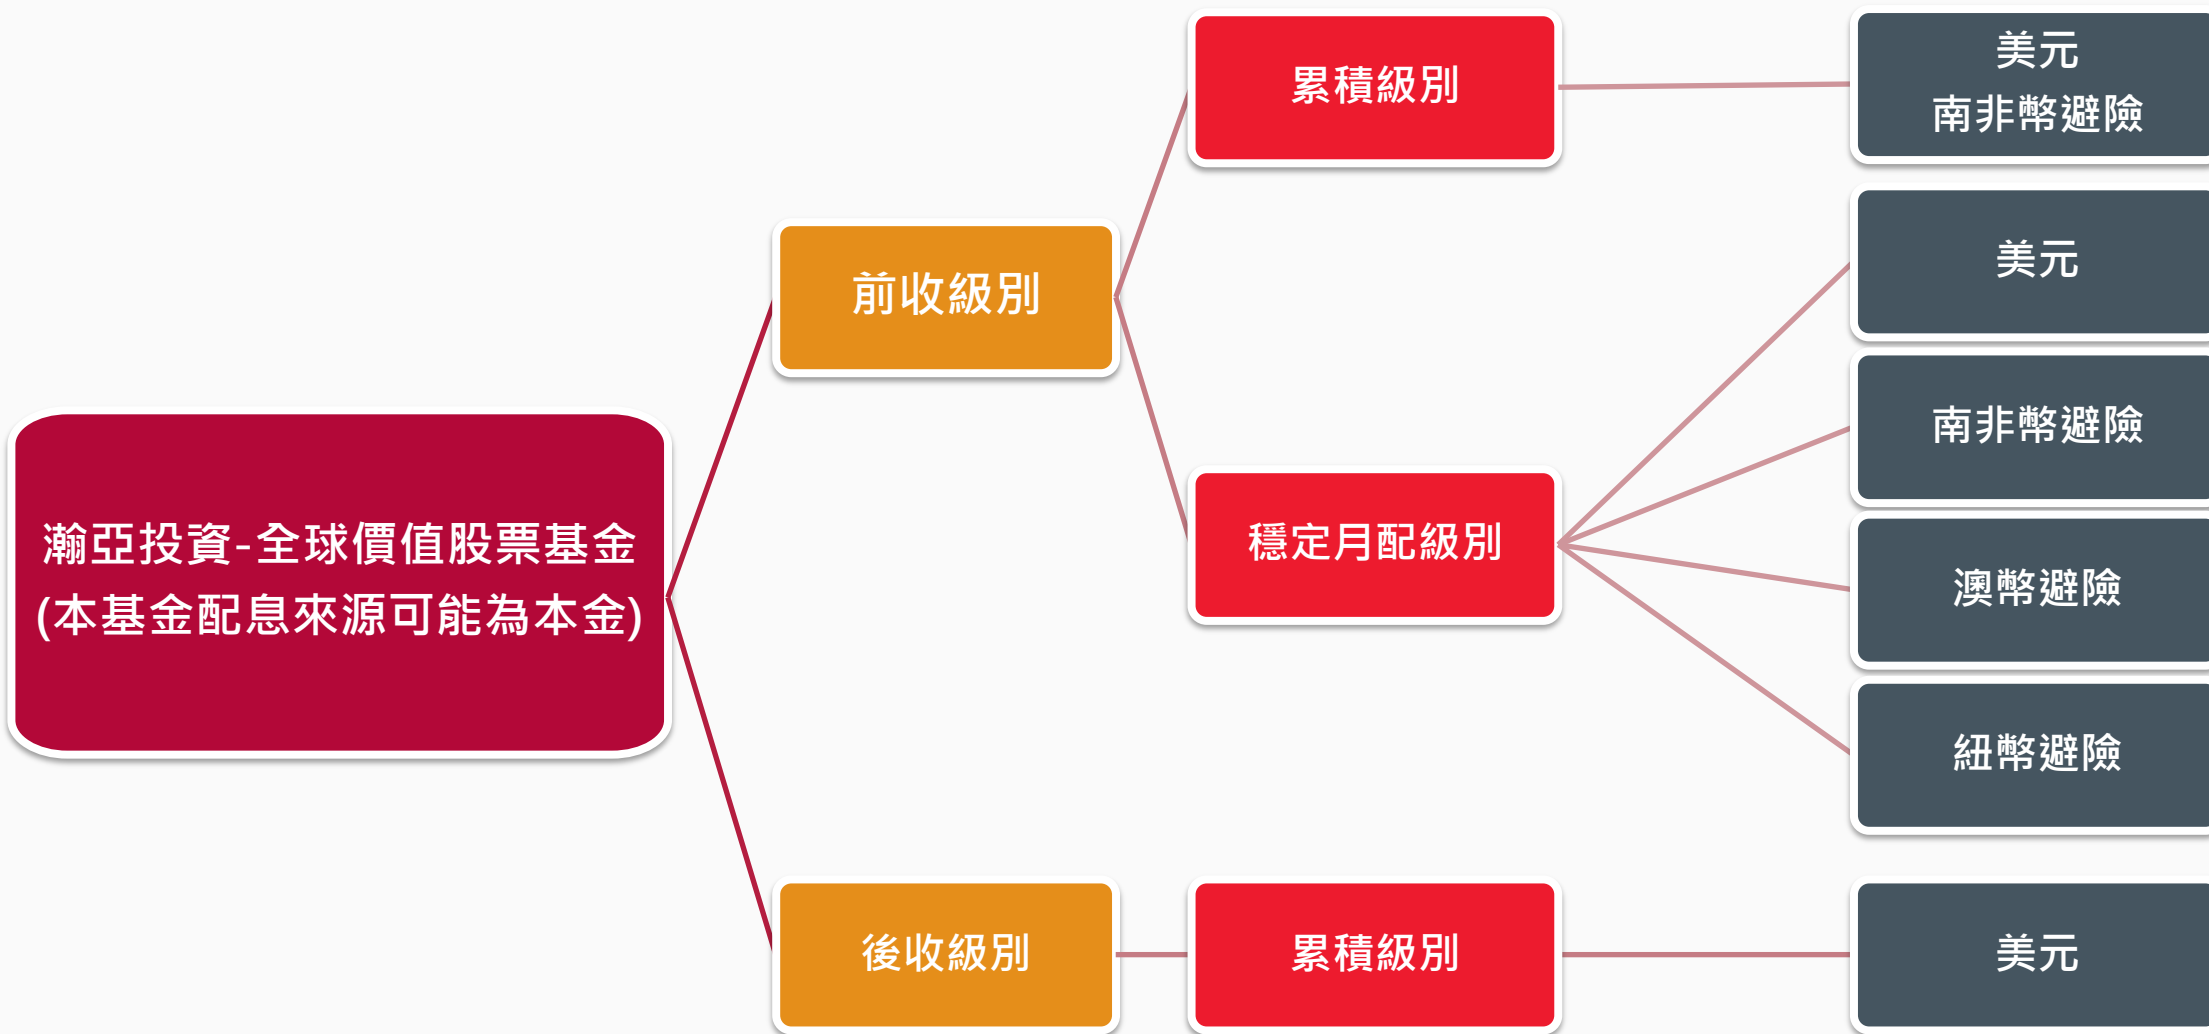 瀚亞投資-全球價值股票基金
(本基金配息來源可能為本金)
前收級別
累積級別
美元
南非幣避險
穩定月配級別
美元
南非幣避險
澳幣避險
紐幣避險
後收級別
累積級別
美元